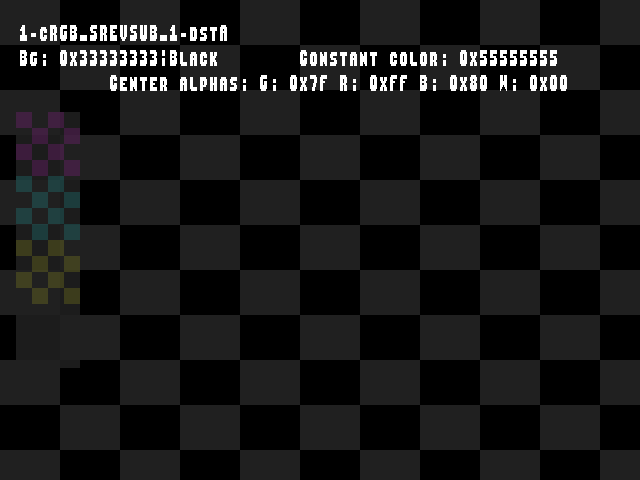 1-cRGB_SREVSUB_1-dstA
Bg: 0x33333333;Black Constant color: 0x55555555
Center alphas: G: 0x7f R: 0xff B: 0x80 W: 0x00